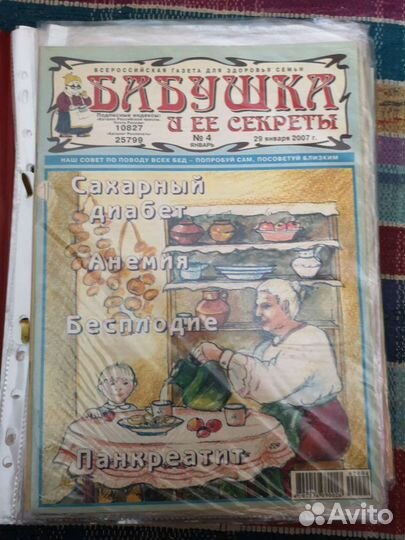 ВСЕРОССИЙСКАЯ ГАЗЕТА ДЛЯ ЗДОРОВЬЯ СЕМЬИ
БАБУШКА
И ЕЕ СЕКРЕТЫ
Подписные индексы:
10827
25799
№ 4
ЯНВАРЬ
29 января 2007 г.
НАШ СОВЕТ ПО ПОВОДУ ВСЕХ БЕД – ПОПРОБУЙ САМ, ПОСОВЕТУЙ БЛИЗКИМ
Сахарный
диабет
Анемия
Бесплодие
Панкреатит
Avito